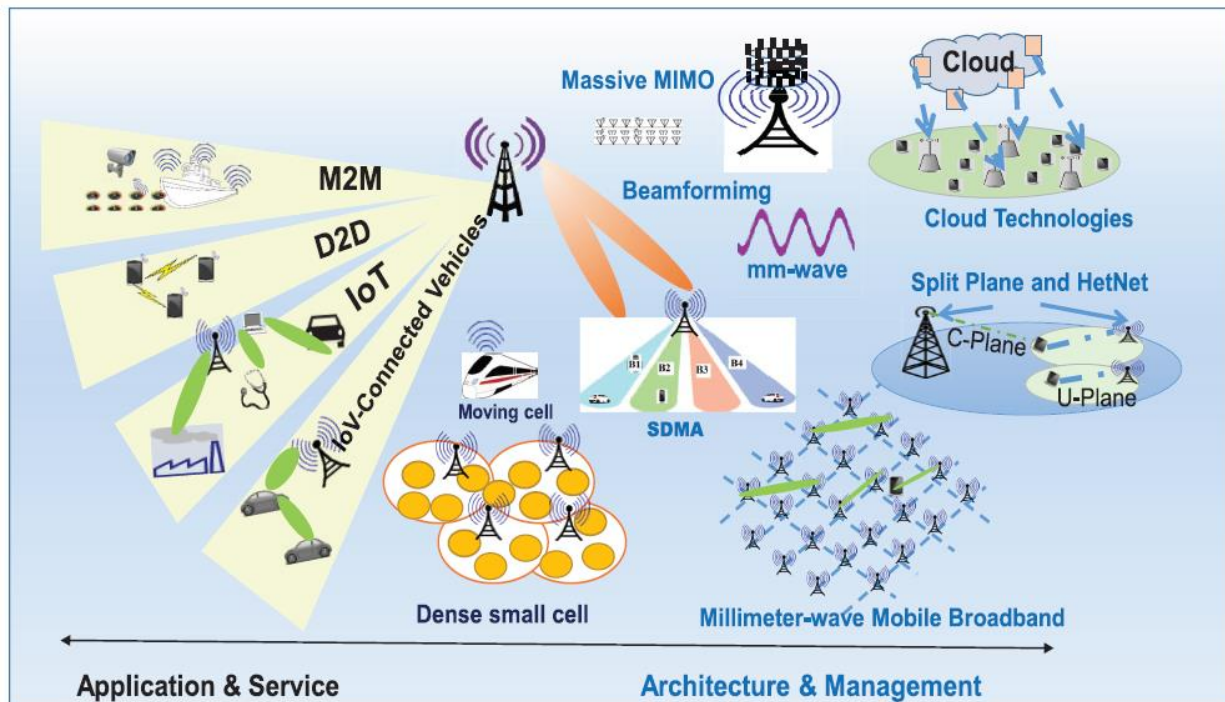 Massive MIMO
Cloud
M2M
Beamformimg
Cloud Technologies
D2D
mm-wave
IoT
Split Plane and HetNet
IoV-Connected Vehicles
C-Plane
B1
B2
B3
B4
U-Plane
Moving cell
SDMA
Dense small cell
Millimeter-wave Mobile Broadband
Application & Service
Architecture & Management